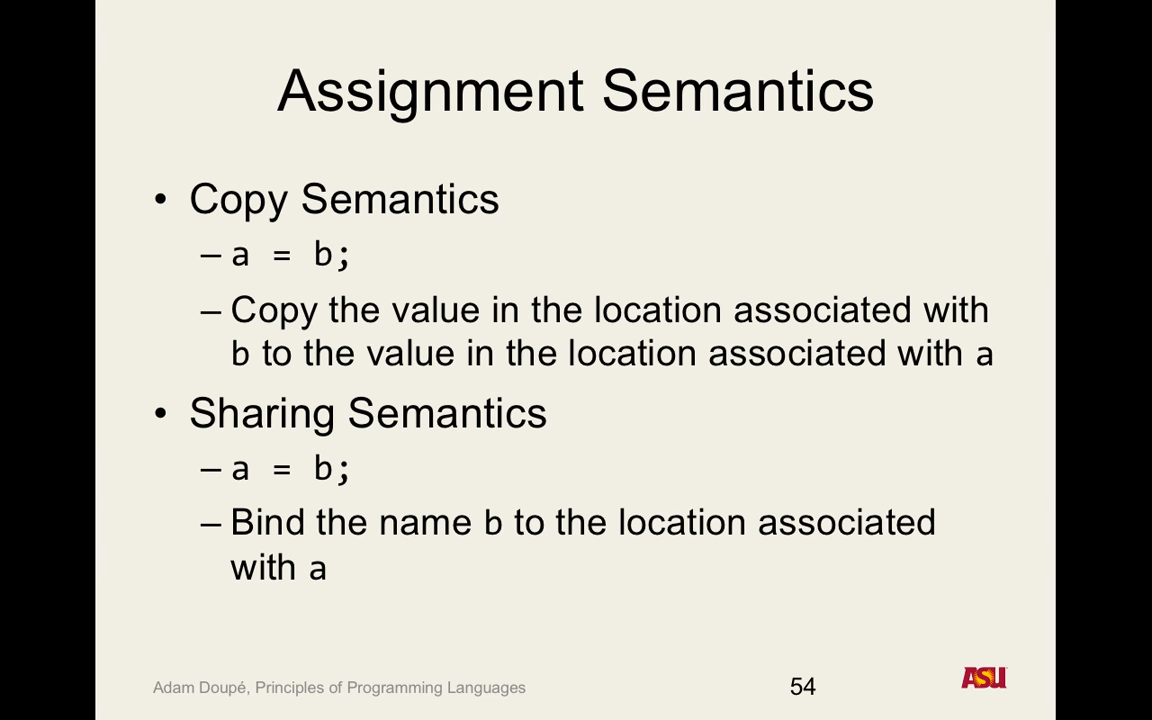 Assignment Semantics
• Copy Semantics
– a = b;
– Copy the value in the location associated with
b to the value in the location associated with a
• Sharing Semantics
– a = b;
– Bind the name b to the location associated
with a
Adam Doupé, Principles of Programming Languages
54
ASU